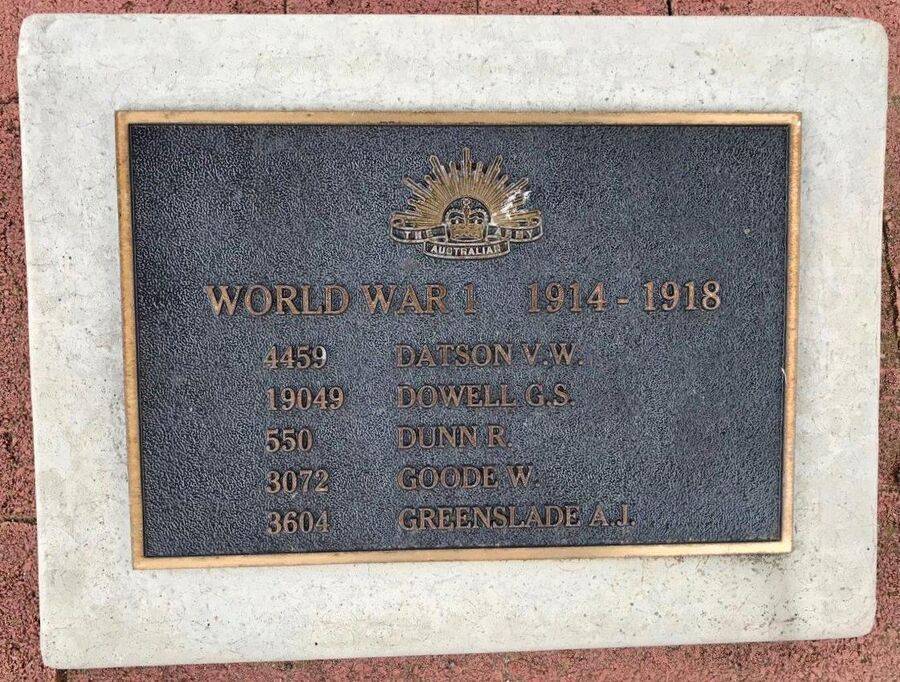 THE ARMY
AUSTRALIAN
WORLD WAR 1 1914 - 1918
4459 DATSON V.W.
19049 DOWELL G.S.
550 DUNN R.
3072 GOODE W.
3604 GREENSLADE A.J.